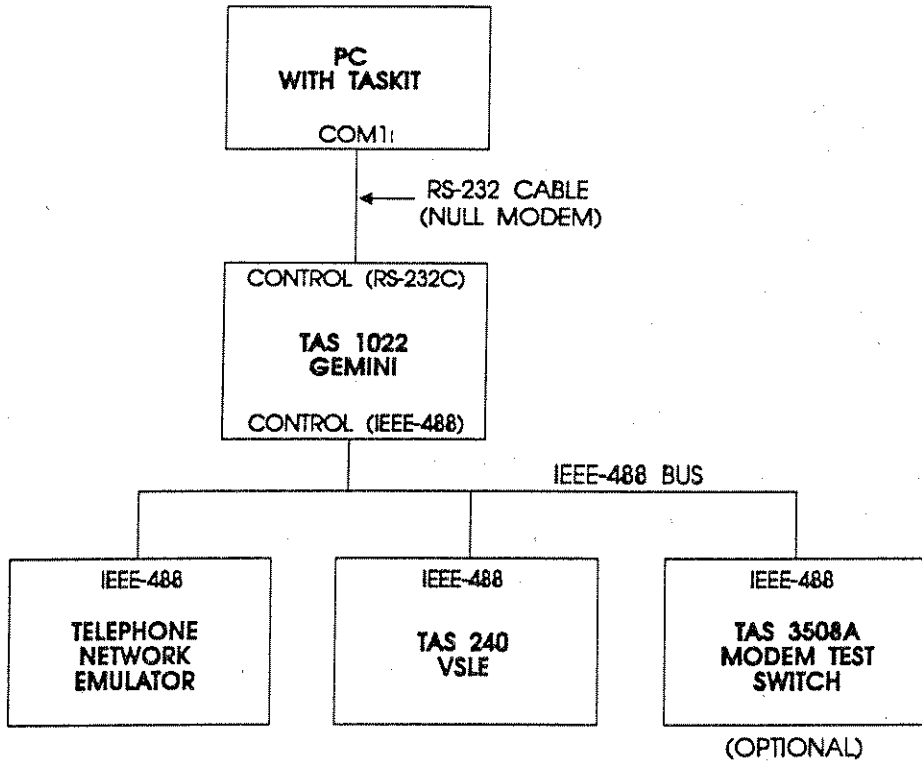 PC
WITH TASKIT
COM1:
RS-232 CABLE
(NULL MODEM)
CONTROL (RS-232C)
TAS 1022
GEMINI
CONTROL (IEEE-488)
IEEE-488 BUS
IEEE-488
TELEPHONE
NETWORK
EMULATOR
IEEE-488
TAS 240
VSLE
IEEE-488
TAS 3508A
MODEM TEST
SWITCH
(OPTIONAL)